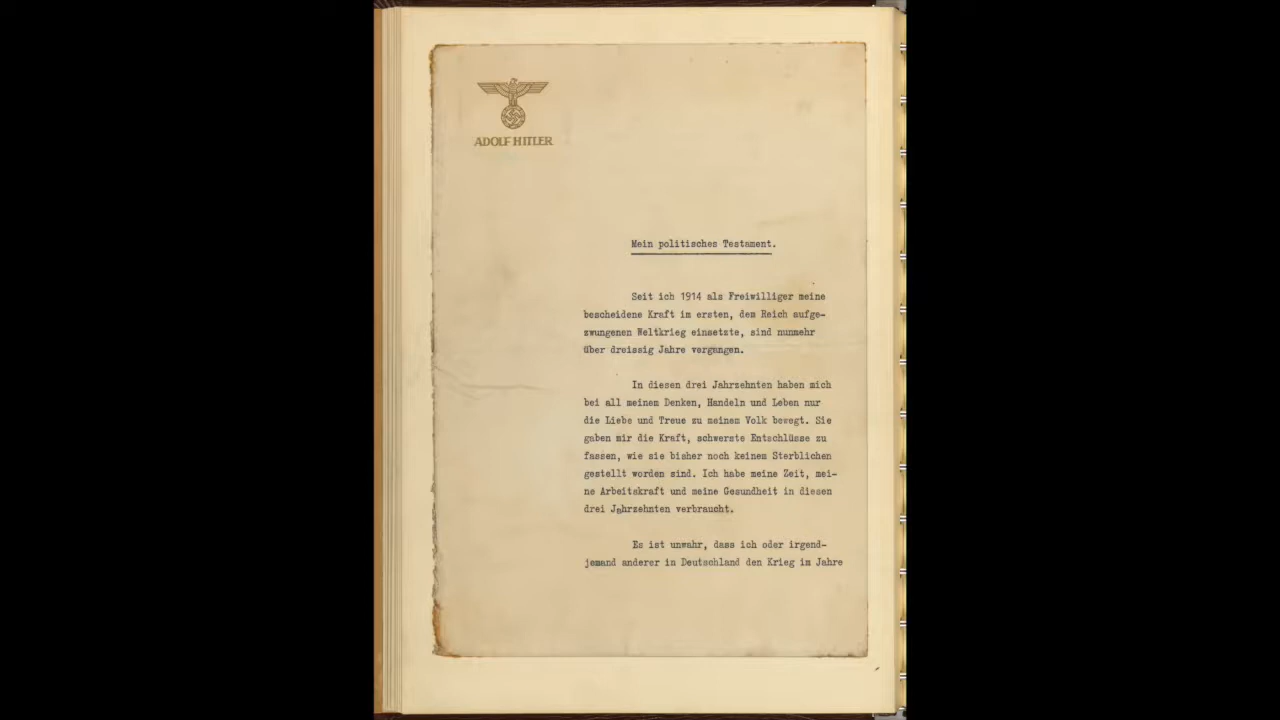 ADOLF HITLER
Mein politisches Testament.
Seit ich 1914 als Freiwilliger meine
bescheidene Kraft im ersten, dem Reich aufge-
zwungenen Weltkrieg einsetzte, sind nunmehr
über dreissig Jahre vergangen.
In diesen drei Jahrzehnten haben mich
bei all meinem Denken, Handeln und Leben nur
die Liebe und Treue zu meinem Volk bewegt. Sie
gaben mir die Kraft, schwerste Entschlüsse zu
fassen, wie sie bisher noch keinem Sterblichen
gestellt worden sind. Ich habe meine Zeit, mei-
ne Arbeitskraft und meine Gesundheit in diesen
drei Jahrzehnten verbraucht.
Es ist unwahr, dass ich oder irgend-
jemand anderer in Deutschland den Krieg im Jahre